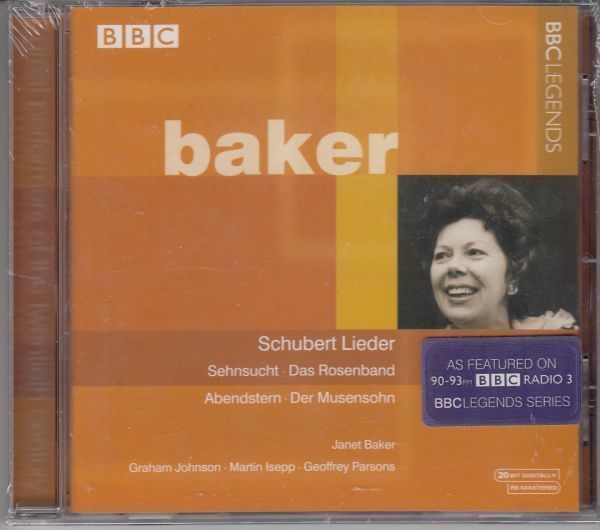 BBC
BBC LEGENDS
baker
Schubert Lieder
Sehnsucht · Das Rosenband
Abendstern · Der Musensohn
AS FEATURED ON
90-93FM BBC RADIO 3
BBC LEGENDS SERIES
Janet Baker
Graham Johnson · Martin Isepp · Geoffrey Parsons
20 BIT DIGITALLY
RE-MASTERED